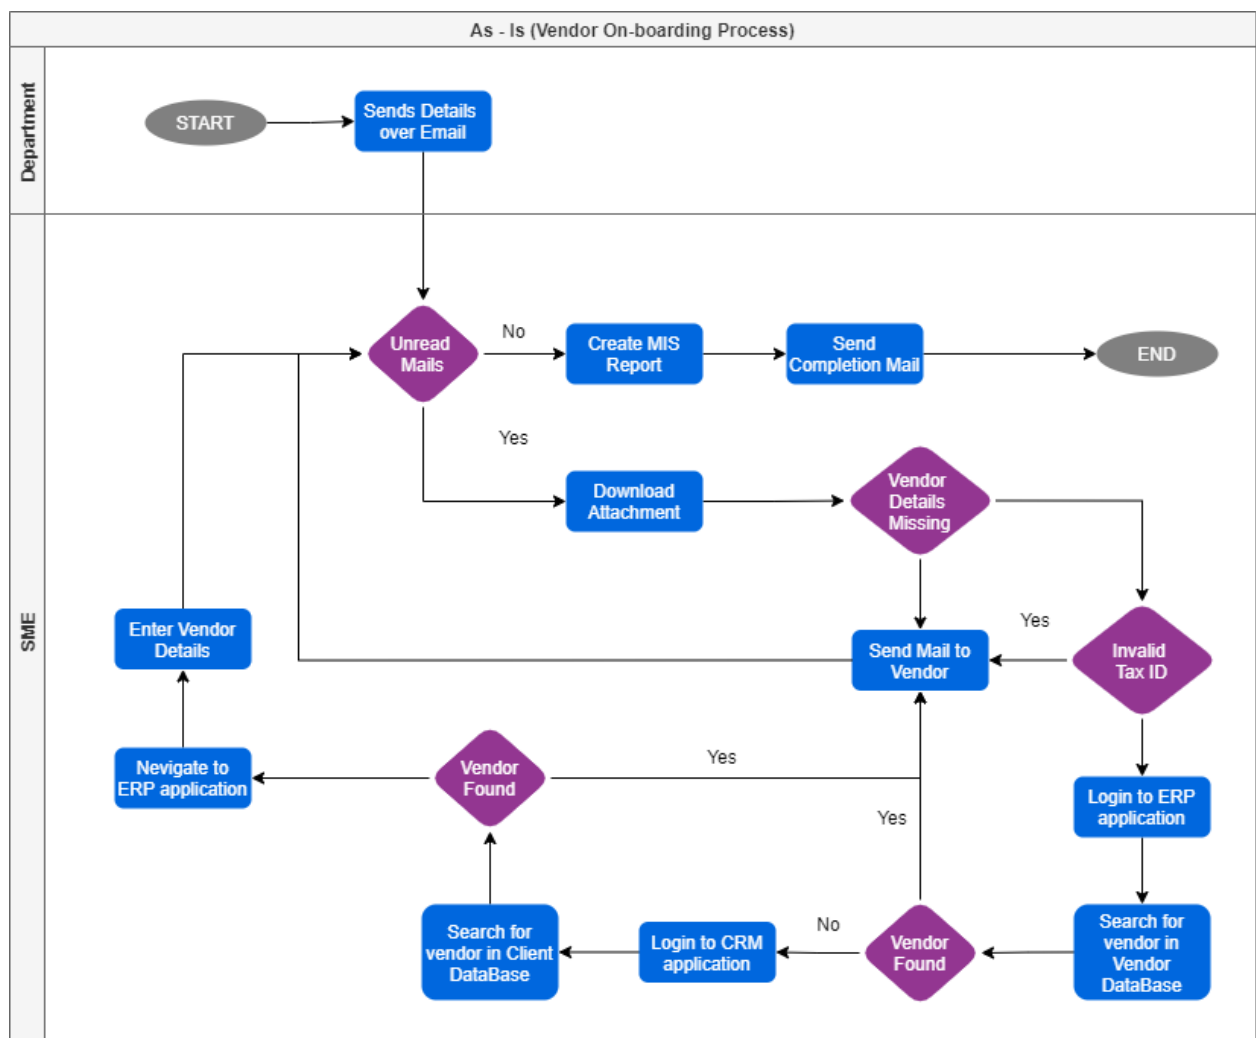 As - Is (Vendor On-boarding Process)
Department
START
Sends Details
over Email
SME
Unread
Mails
No
Create MIS
Report
Send
Completion Mail
END
Yes
Download
Attachment
Vendor
Details
Missing
Enter Vendor
Details
Send Mail to
Vendor
Yes
Invalid
Tax ID
Nevigate to
ERP application
Vendor
Found
Yes
Login to ERP
application
Yes
Search for
vendor in Client
DataBase
Login to CRM
application
No
Vendor
Found
Search for
vendor in
Vendor
DataBase